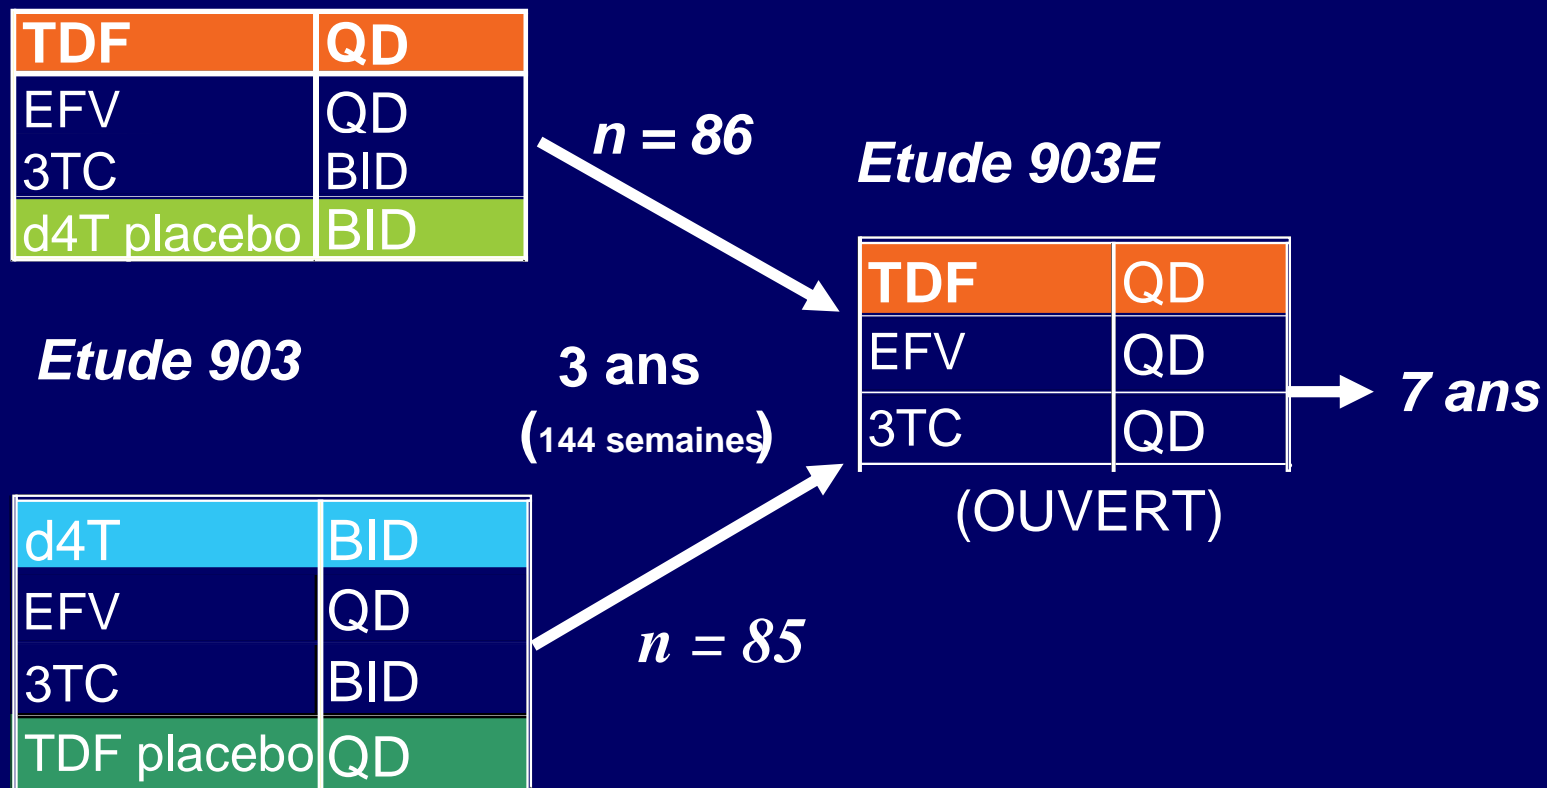 TDF QD
EFV QD
3TC BID
d4T placebo BID
n = 86
Etude 903E
Etude 903
3 ans
(144 semaines)
TDF QD
EFV QD
3TC QD
(OUVERT)
7 ans
d4T BID
EFV QD
3TC BID
TDF placebo QD
n = 85